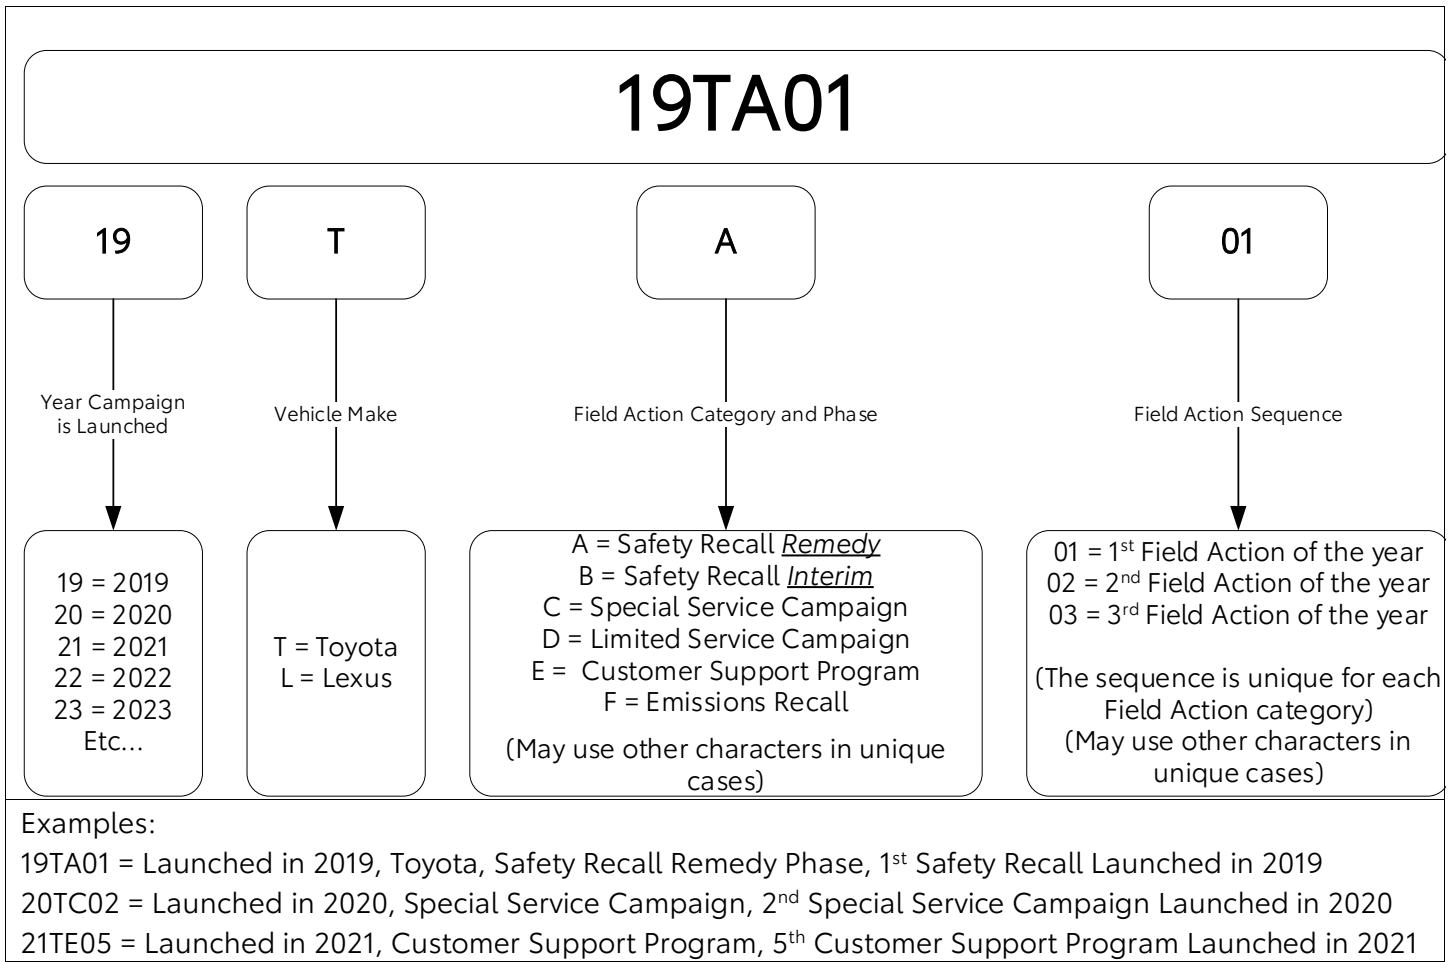 19TA01
19
T
A
01
Year Campaign
is Launched
Vehicle Make
Field Action Category and Phase
Field Action Sequence
19 = 2019
20 = 2020
21 = 2021
22 = 2022
23 = 2023
Etc...
T = Toyota
L = Lexus
A = Safety Recall Remedy
B = Safety Recall Interim
C = Special Service Campaign
D = Limited Service Campaign
E =  Customer Support Program
F = Emissions Recall
(May use other characters in unique
cases)
01 = 1st Field Action of the year
02 = 2nd Field Action of the year
03 = 3rd Field Action of the year
(The sequence is unique for each
Field Action category)
(May use other characters in
unique cases)
Examples:
19TA01 = Launched in 2019, Toyota, Safety Recall Remedy Phase, 1st Safety Recall Launched in 2019
20TC02 = Launched in 2020, Special Service Campaign, 2nd Special Service Campaign Launched in 2020
21TE05 = Launched in 2021, Customer Support Program, 5th Customer Support Program Launched in 2021